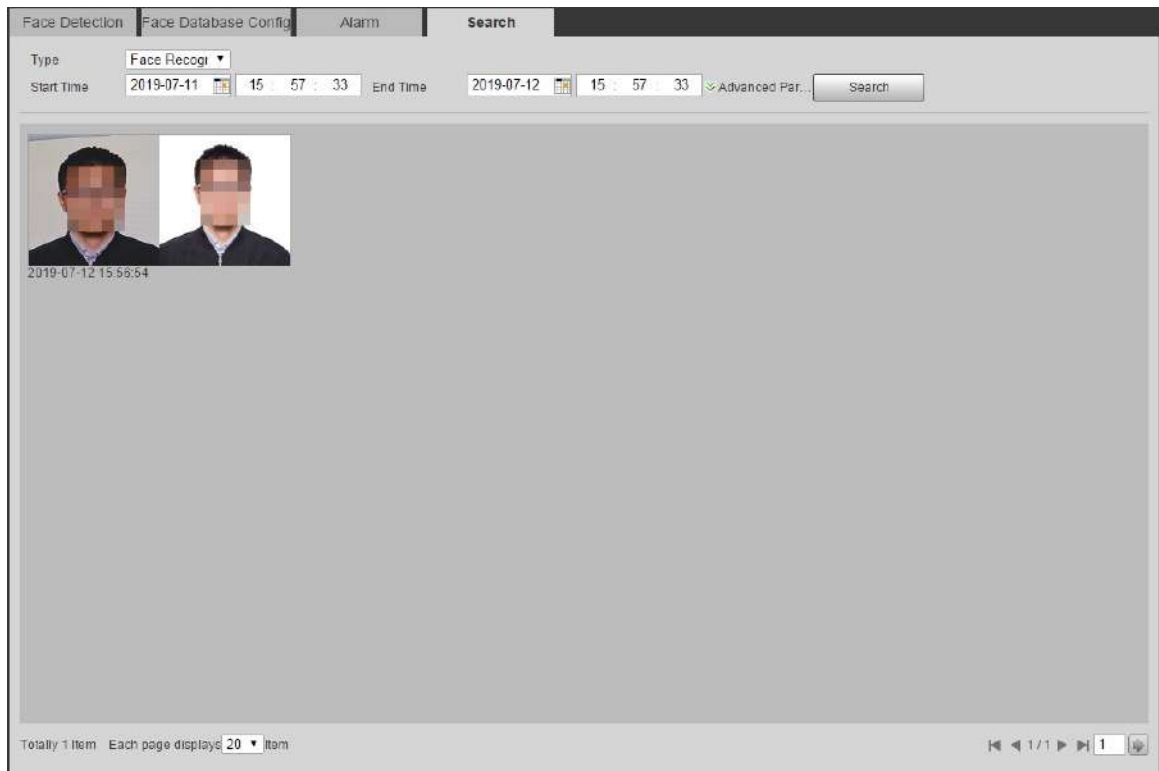 Face Detection Face Database Config Alarm Search
Type Face Recogi
Start Time 2019-07-11 15 : 57 : 33 End Time 2019-07-12 15 : 57 : 33 Advanced Par... Search
2019-07-12 15:56:54
Totally 1 Item Each page displays 20 Item 1/1 1